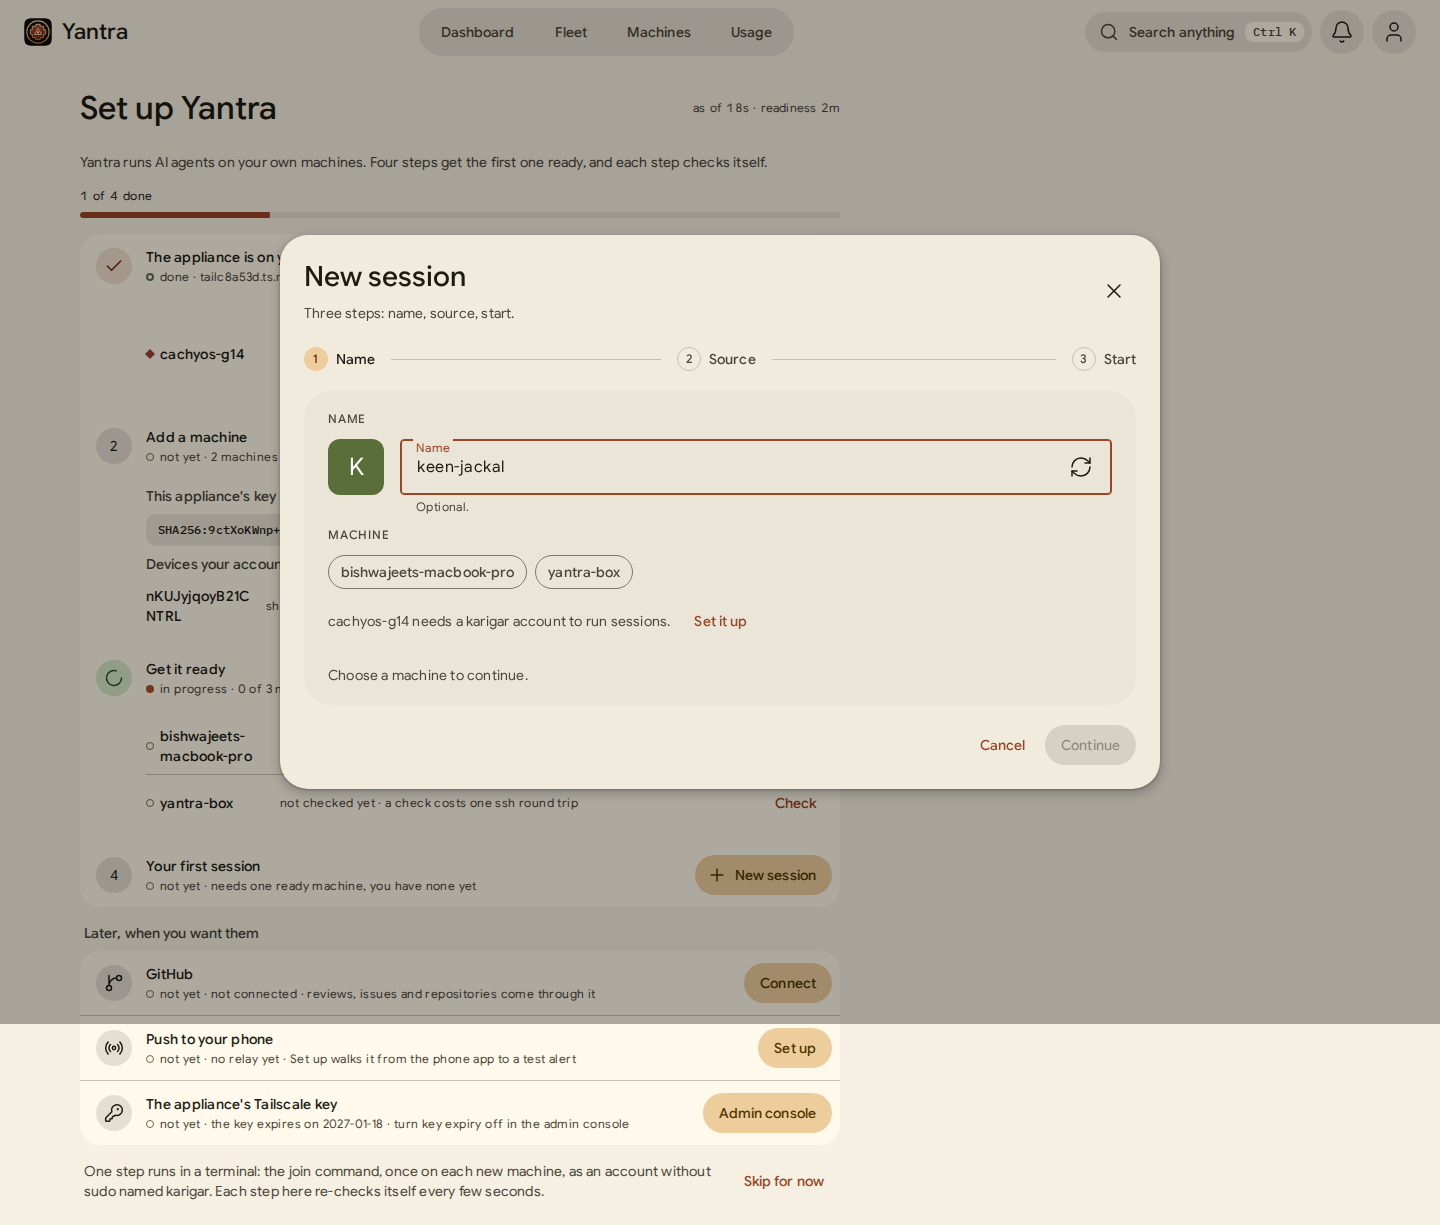 Yantra
Dashboard
Fleet
Machines
Usage
Search anything
Ctrl K
Set up Yantra
as of 18s · readiness 2m
Yantra runs AI agents on your own machines. Four steps get the first one ready, and each step checks itself.
1 of 4 done
The appliance is on
done · tailc8a53d.ts.
cachyos-g14
2
Add a machine
not yet · 2 machines
This appliance's key
SHA256:9ctXoKWnp+
Devices your accoun
nKUJyjqoyB21C
NTRL
sh
Get it ready
in progress · 0 of 3
bishwajeets-
macbook-pro
yantra-box
not checked yet · a check costs one ssh round trip
Check
4
Your first session
not yet · needs one ready machine, you have none yet
New session
New session
Three steps: name, source, start.
1
Name
2
Source
3
Start
NAME
K
Name
keen-jackal
Optional.
MACHINE
bishwajeets-macbook-pro
yantra-box
cachyos-g14 needs a karigar account to run sessions.
Set it up
Choose a machine to continue.
Cancel
Continue
Later, when you want them
GitHub
not yet · not connected · reviews, issues and repositories come through it
Connect
Push to your phone
not yet · no relay yet · Set up walks it from the phone app to a test alert
Set up
The appliance's Tailscale key
not yet · the key expires on 2027-01-18 · turn key expiry off in the admin console
Admin console
One step runs in a terminal: the join command, once on each new machine, as an account without
sudo named karigar. Each step here re-checks itself every few seconds.
Skip for now